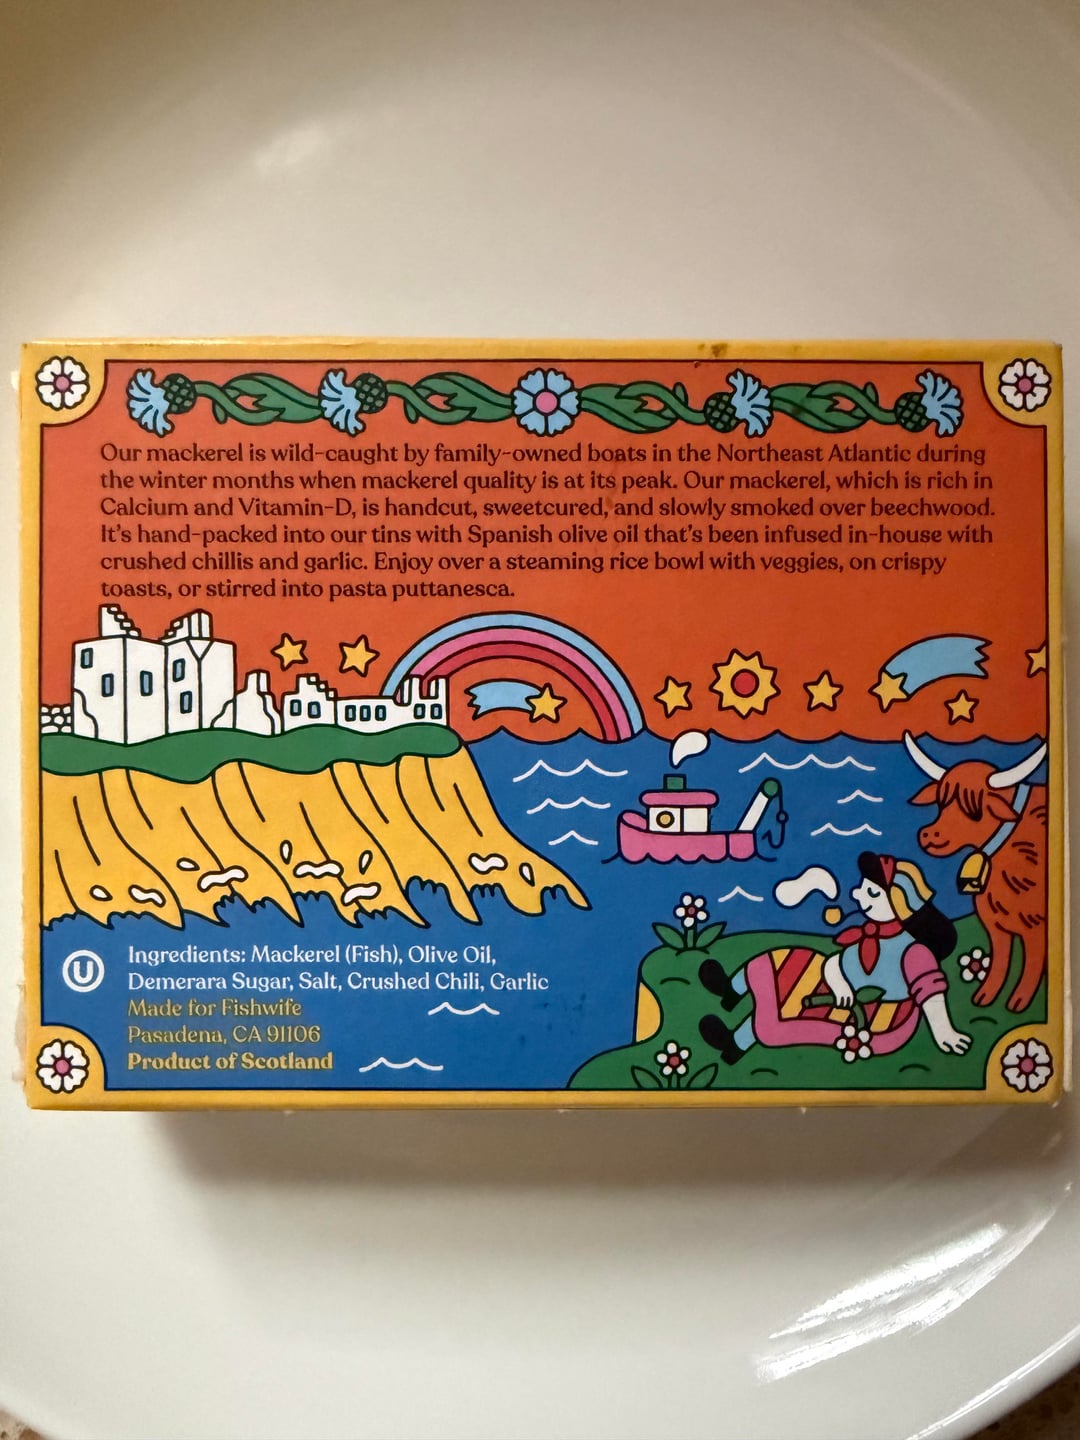 Our mackerel is wild-caught by family-owned boats in the Northeast Atlantic during
the winter months when mackerel quality is at its peak. Our mackerel, which is rich in
Calcium and Vitamin-D, is handcut, sweetcured, and slowly smoked over beechwood.
It's hand-packed into our tins with Spanish olive oil that's been infused in-house with
crushed chillis and garlic. Enjoy over a steaming rice bowl with veggies, on crispy
toasts, or stirred into pasta puttanesca.
U
Ingredients: Mackerel (Fish), Olive Oil,
Demerara Sugar, Salt, Crushed Chili, Garlic
Made for Fishwife
Pasadena, CA 91106
Product of Scotland